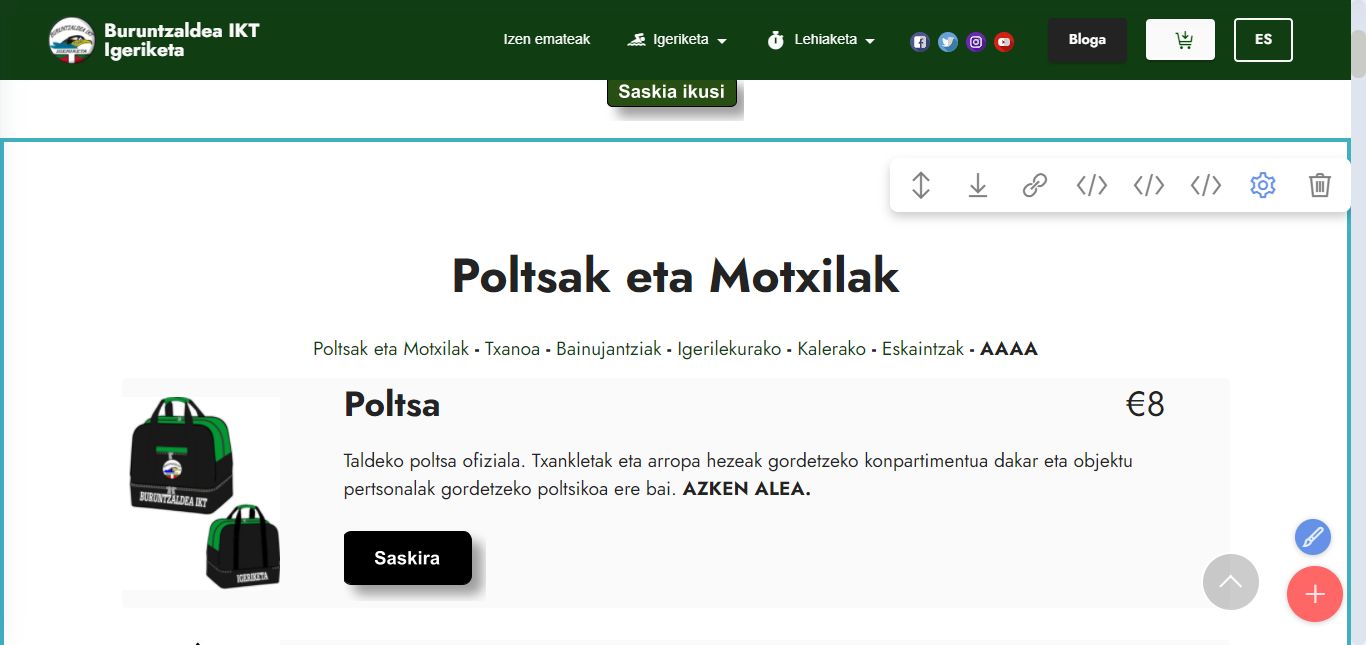 Buruntzaldea IKT
Igeriketa
Izen emateak
Igeriketa
Lehiaketa
Bloga
ES
Saskia ikusi
Poltsak eta Motxilak
Poltsak eta Motxilak - Txanoa - Bainujantziak - Igerilekurako - Kalerako - Eskaintzak - AAAA
Poltsa
€8
Taldeko poltsa ofiziala. Txankletak eta arropa hezeak gordetzeko konpartimentua dakar eta objektu
pertsonalak gordetzeko poltsikoa ere bai. AZKEN ALEA.
BURUNTZALDEA IKT
IGERIKETA
Saskira